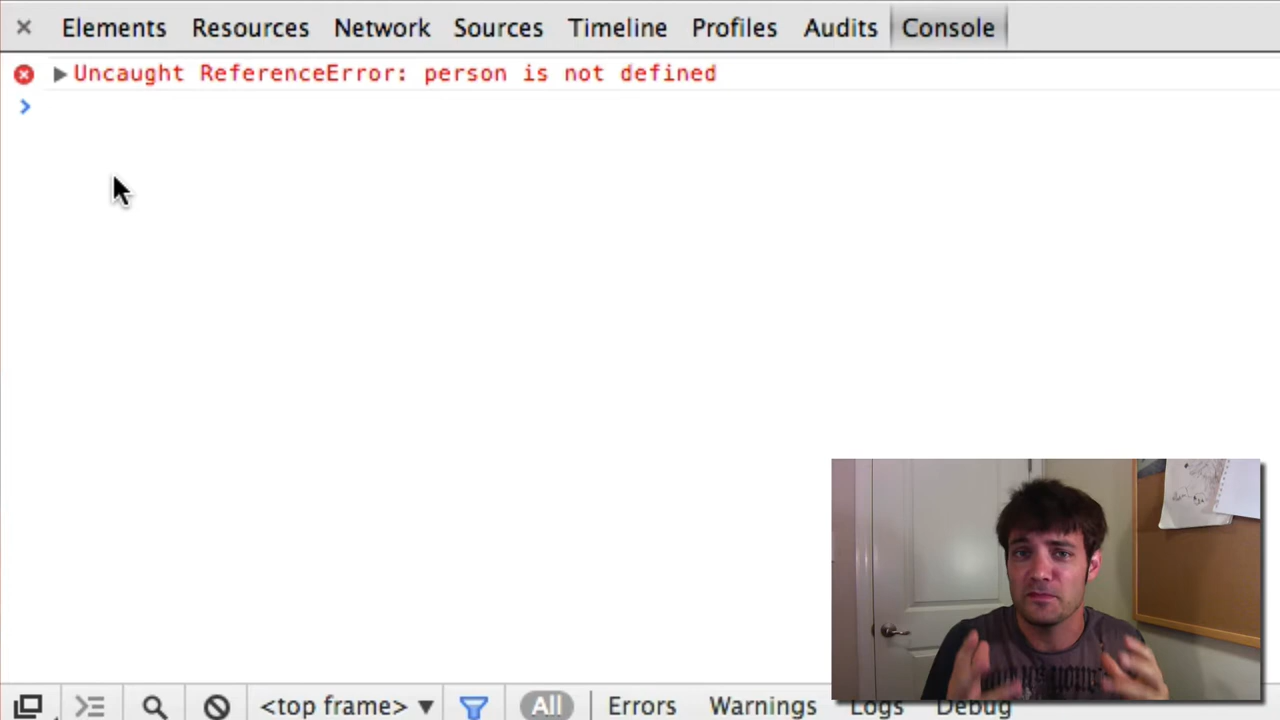 × Elements Resources Network Sources Timeline Profiles Audits Console
Uncaught ReferenceError: person is not defined
<top frame> All Errors Warnings Logs Debug